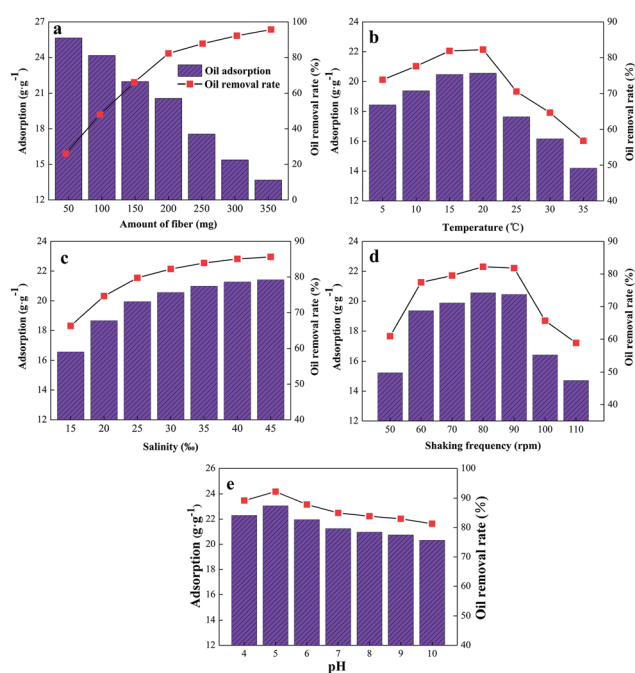 a
Oil adsorption
Oil removal rate
Adsorption (g·g⁻¹)
27
24
21
18
15
12
100
80
60
40
20
0
Oil removal rate (%)
50 100 150 200 250 300 350
Amount of fiber (mg)
b
Adsorption (g·g⁻¹)
24
22
20
18
16
14
12
90
80
70
60
50
40
Oil removal rate (%)
5 10 15 20 25 30 35
Temperature (℃)
c
Adsorption (g·g⁻¹)
24
22
20
18
16
14
12
90
80
70
60
50
40
Oil removal rate (%)
15 20 25 30 35 40 45
Salinity (‰)
d
Adsorption (g·g⁻¹)
24
22
20
18
16
14
12
90
80
70
60
50
40
Oil removal rate (%)
50 60 70 80 90 100 110
Shaking frequency (rpm)
e
Adsorption (g·g⁻¹)
26
24
22
20
18
16
14
12
100
90
80
70
60
50
40
Oil removal rate (%)
4 5 6 7 8 9 10
pH